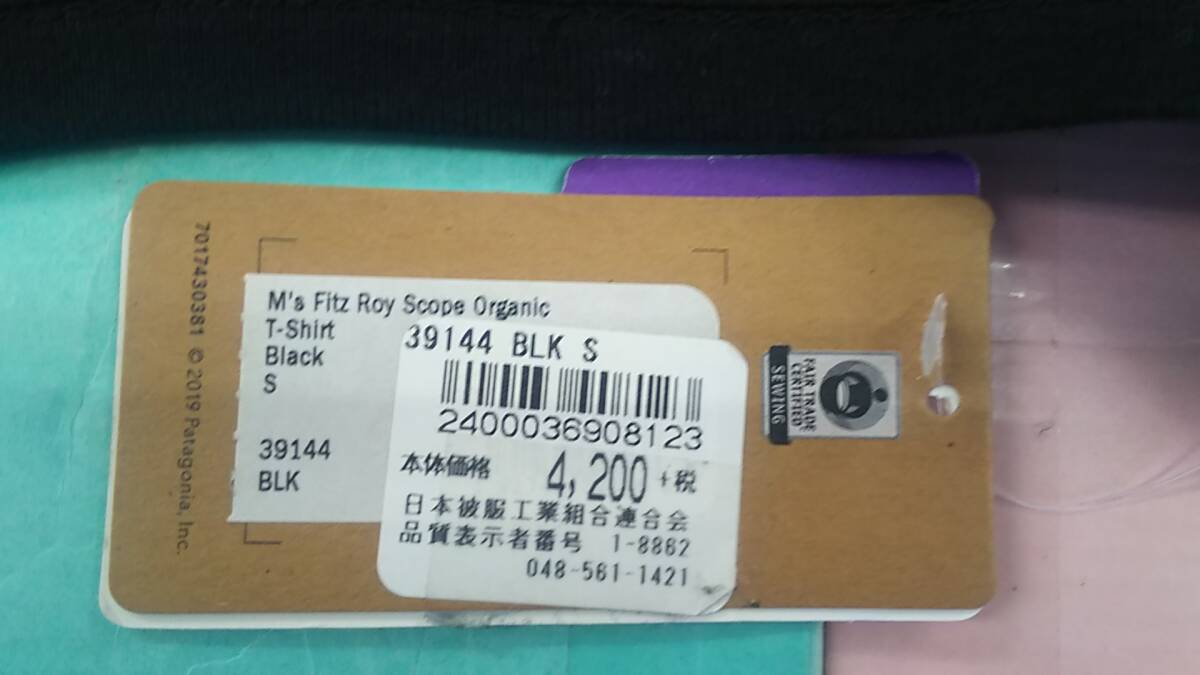 M's Fitz Roy Scope Organic
T-Shirt
Black
S
39144
BLK
39144 BLK S
2400036908123
本体価格 4,200 +税
日本被服工業組合連合会
品質表示者番号 1-8862
048-561-1421
FAIR TRADE
CERTIFIED
SEWING
701743038​1 © 2019 Patagonia, Inc.